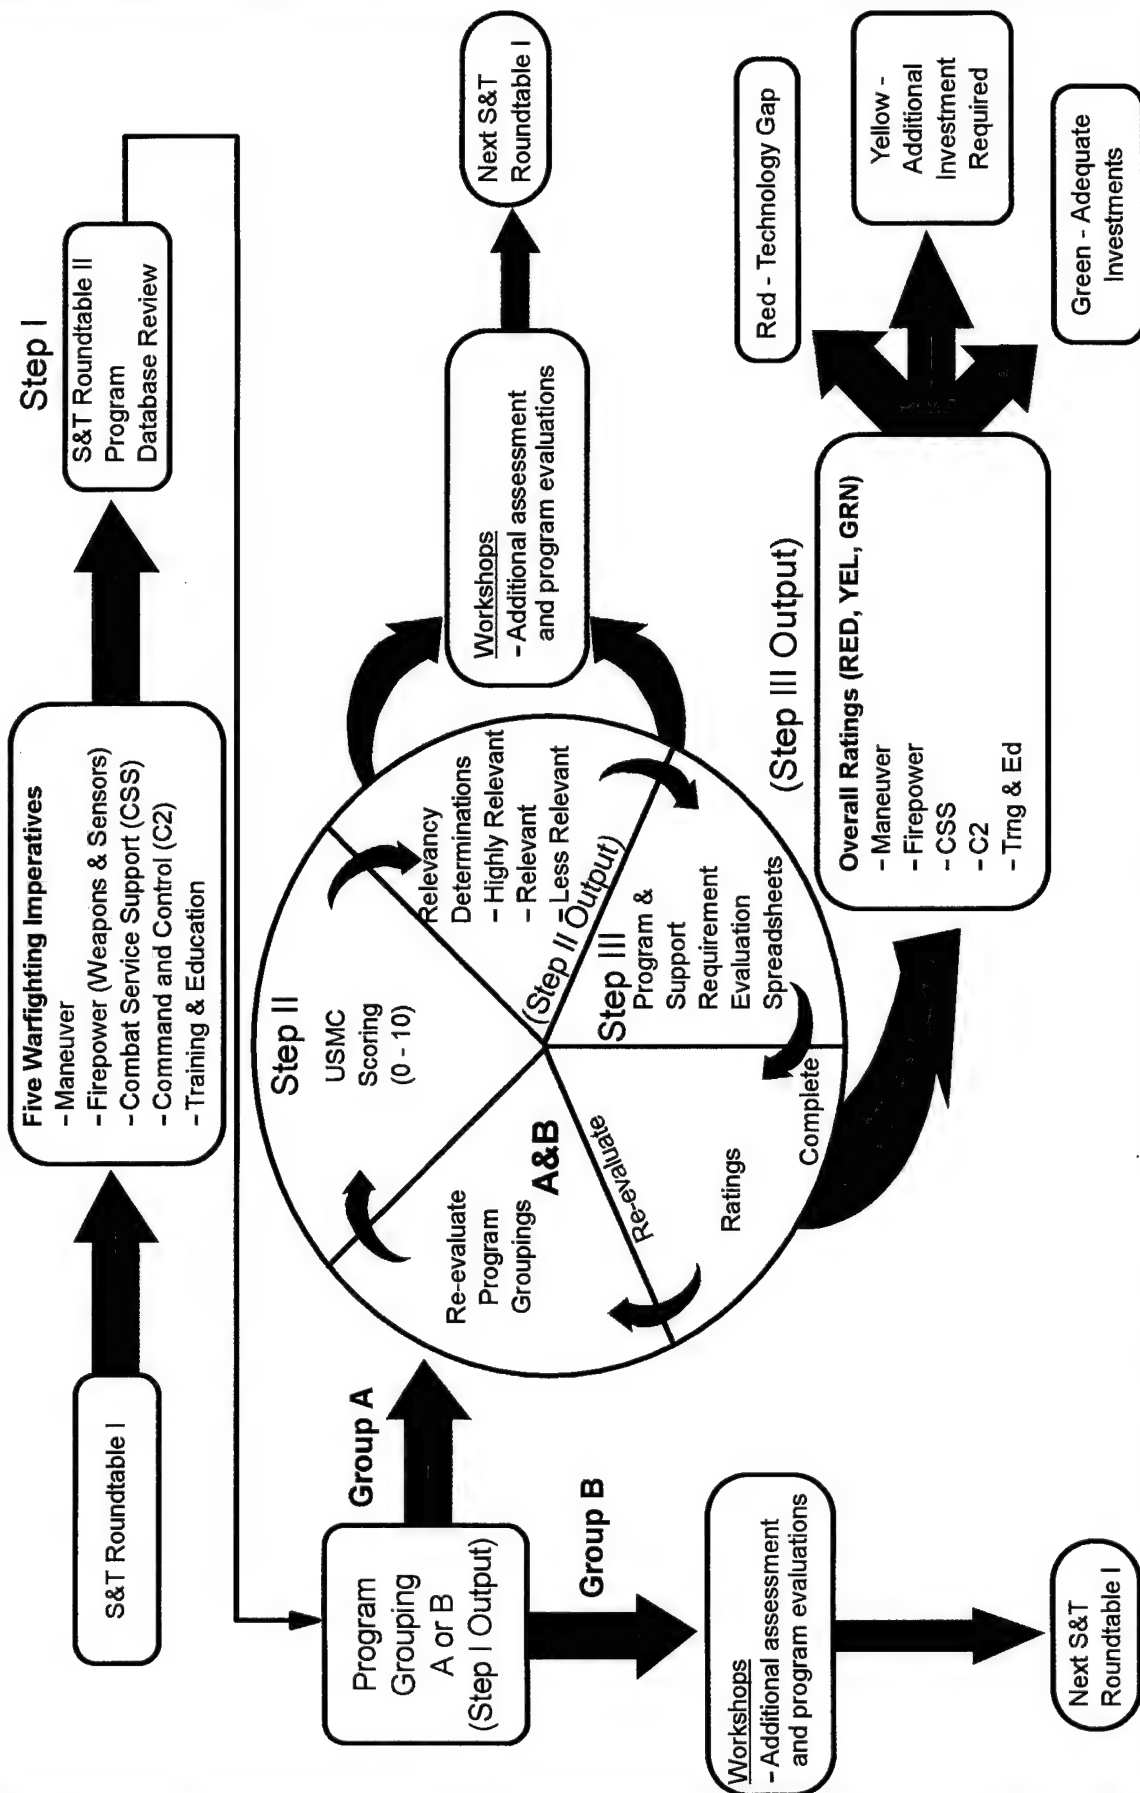 S&T Roundtable I
Five Warfighting Imperatives
- Maneuver
- Firepower (Weapons & Sensors)
- Combat Service Support (CSS)
- Command and Control (C2)
- Training & Education
Step I
S&T Roundtable II
Program
Database Review
Program
Grouping
A or B
(Step I Output)
Group A
Group B
Workshops
- Additional assessment
and program evaluations
Next S&T
Roundtable I
Re-evaluate
Program
Groupings
A&B
Step II
USMC
Scoring
(0 - 10)
Relevancy
Determinations
- Highly Relevant
- Relevant
- Less Relevant
(Step II Output)
Step III
Program &
Support
Requirement
Evaluation
Spreadsheets
Complete
Ratings
Re-evaluate
Workshops
- Additional assessment
and program evaluations
Next S&T
Roundtable I
(Step III Output)
Overall Ratings (RED, YEL, GRN)
- Maneuver
- Firepower
- CSS
- C2
- Trng & Ed
Red - Technology Gap
Yellow -
Additional
Investment
Required
Green - Adequate
Investments